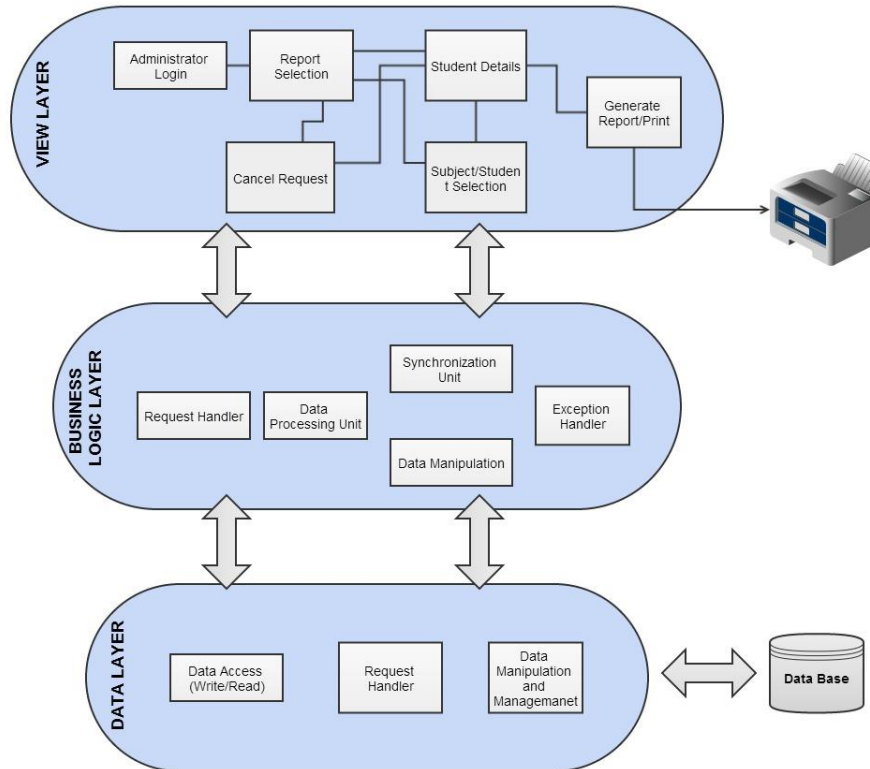 VIEW LAYER
Administrator
Login
Report
Selection
Student Details
Generate
Report/Print
Cancel Request
Subject/Studen
t Selection
BUSINESS
LOGIC LAYER
Request Handler
Data
Processing Unit
Synchronization
Unit
Data Manipulation
Exception
Handler
DATA LAYER
Data Access
(Write/Read)
Request
Handler
Data
Manipulation
and
Managemanet
Data Base